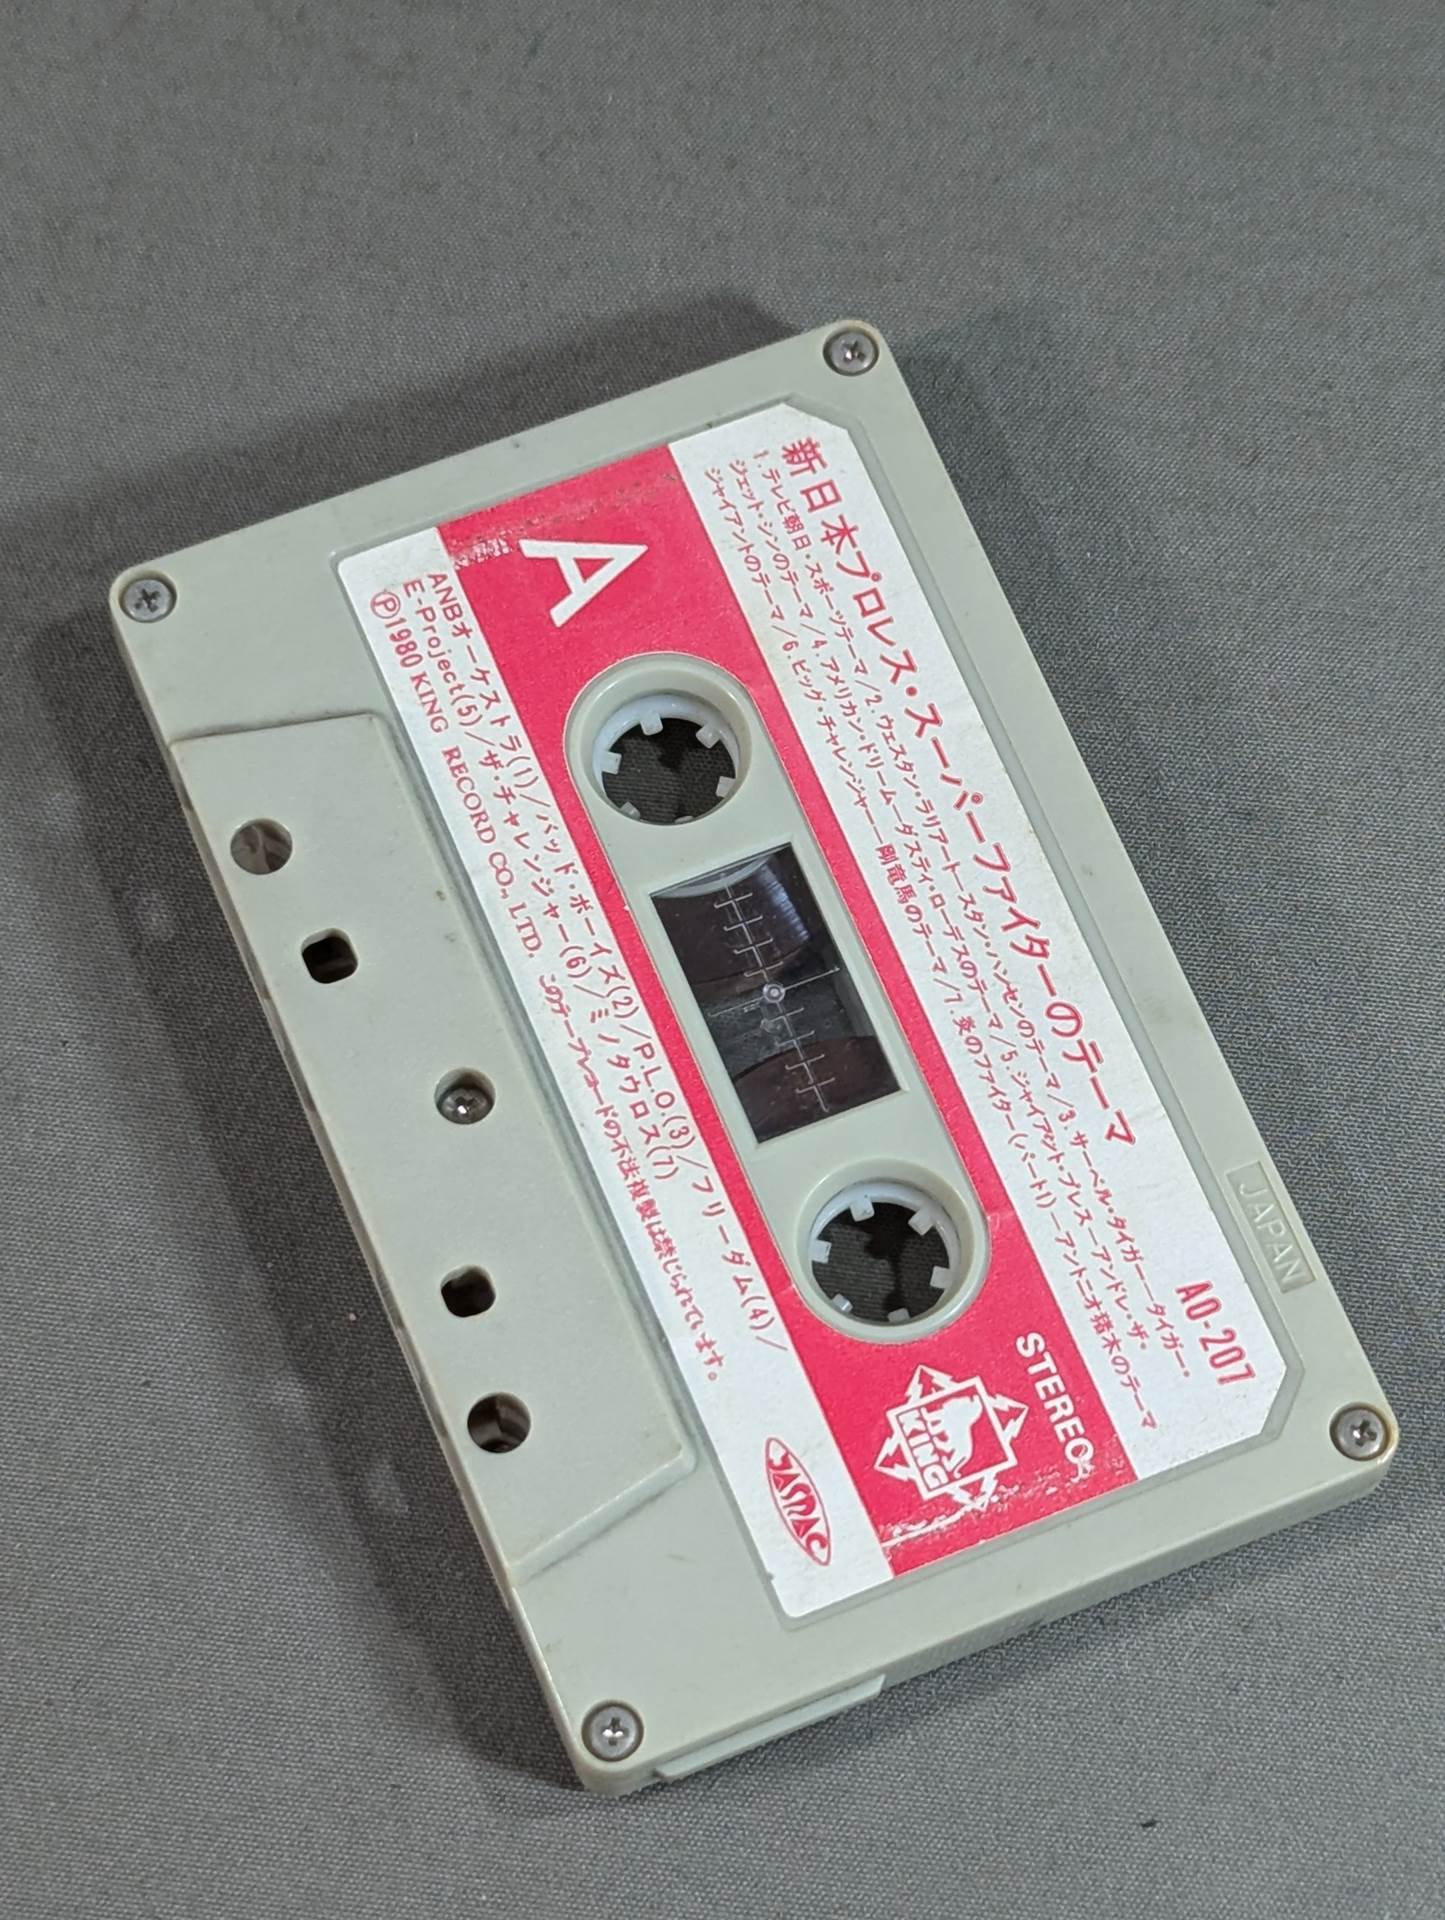 新日本プロレス・スーパーファイターのテーマ
AO-207
1.テレビ朝日・スポーツテーマ/2.ウェスタン・ラリアート―スタン・ハンセンのテーマ/3.サーベル・タイガー―タイガー・
ジェット・シンのテーマ/4.アメリカン・ドリーム―ダスティ・ローデスのテーマ/5.ジャイアント・プレス―アンドレ・ザ・
ジャイアントのテーマ/6.ビッグ・チャレンジャー―剛竜馬のテーマ/7.炎のファイター(パート1)―アントニオ猪木のテーマ
A
STEREO
KING
ANBオーケストラ(1)/バッド・ボーイズ(2)/P.L.O.(3)/フリーダム(4)/
E-Project(5)/ザ・チャレンジャー(6)/ミノタウロス(7)
Ⓟ1980 KING RECORD CO., LTD. このテープレコードの不法複製は禁じられています。
JASRAC
JAPAN